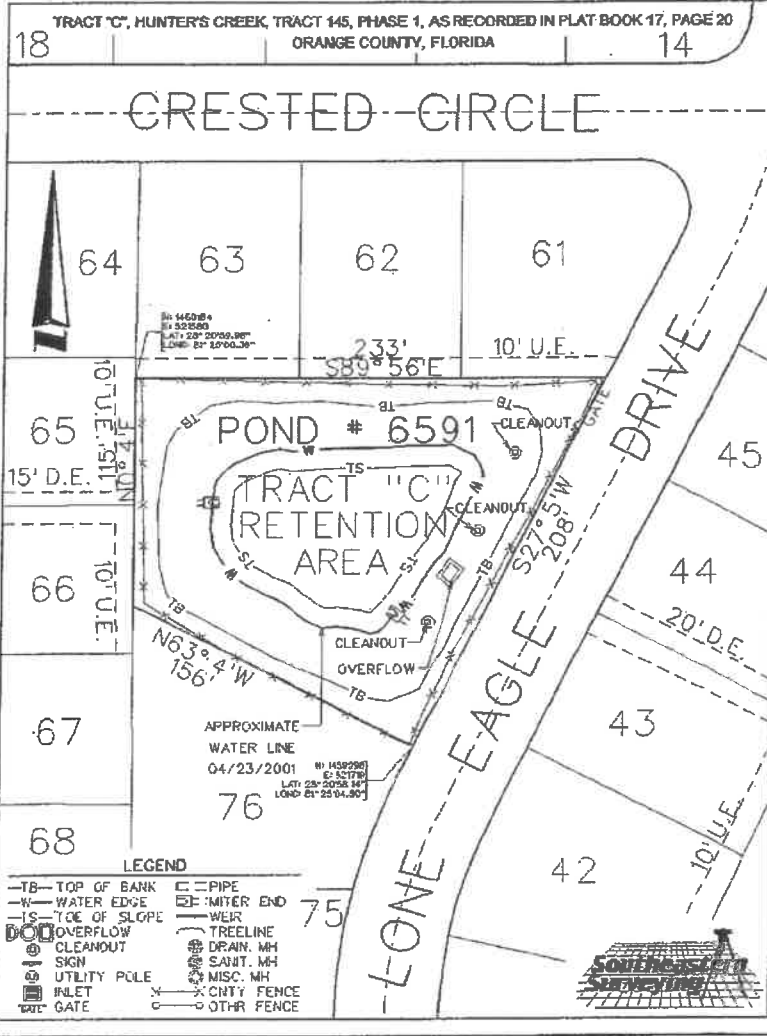 TRACT "C", HUNTER'S CREEK, TRACT 145, PHASE 1, AS RECORDED IN PLAT BOOK 17, PAGE 20
ORANGE COUNTY, FLORIDA
18
14
CRESTED CIRCLE
64
63
62
61
233'
10' U.E.
S89° 56'E
10' U.E.
115'
N0° 4'E
65
15' D.E.
POND # 6591
TB
TB
TB
CLEANOUT
GATE
DRIVE
45
W
TS
TRACT "C"
RETENTION
AREA
W
CLEANOUT
S27° 5'W
208'
TS
TS
W
TB
66
10' U.E.
TB
W
44
20' D.E.
CLEANOUT
OVERFLOW
N63° 4'W
156'
TB
EAGLE
43
67
APPROXIMATE
WATER LINE
04/23/2001
76
10' U.E.
68
42
75
LONE
LEGEND
TB TOP OF BANK
PIPE
W WATER EDGE
MITER END
TS TOE OF SLOPE
WEIR
OVERFLOW
TREELINE
CLEANOUT
DRAIN. MH
SIGN
SANIT. MH
UTILITY POLE
MISC. MH
INLET
CNTY FENCE
GATE GATE
OTHR FENCE
Southeastern
Surveying